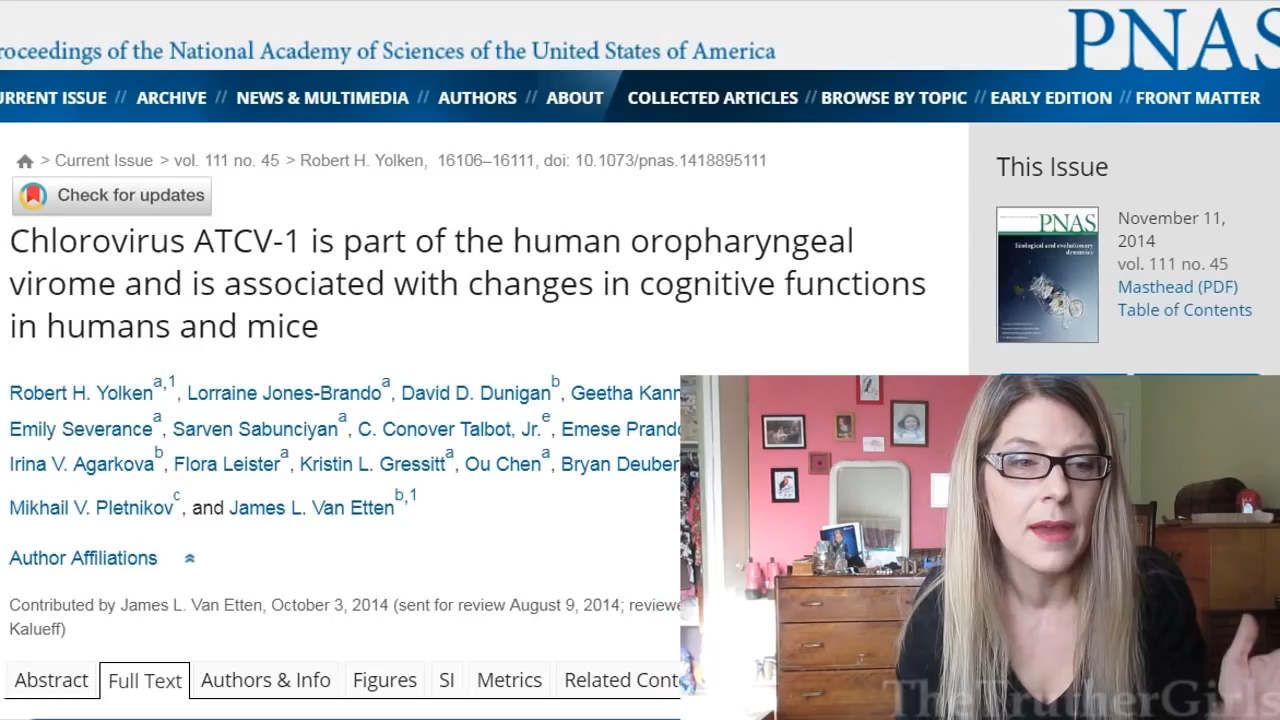 roceedings of the National Academy of Sciences of the United States of America
PNAS
URRENT ISSUE // ARCHIVE // NEWS & MULTIMEDIA // AUTHORS // ABOUT COLLECTED ARTICLES // BROWSE BY TOPIC // EARLY EDITION // FRONT MATTER
> Current Issue > vol. 111 no. 45 > Robert H. Yolken, 16106–16111, doi: 10.1073/pnas.1418895111
Check for updates
Chlorovirus ATCV-1 is part of the human oropharyngeal
virome and is associated with changes in cognitive functions
in humans and mice
Robert H. Yolken a,1, Lorraine Jones-Brando a, David D. Dunigan b, Geetha Kann
Emily Severance a, Sarven Sabunciyan a, C. Conover Talbot, Jr. e, Emese Prando
Irina V. Agarkova b, Flora Leister a, Kristin L. Gressitt a, Ou Chen a, Bryan Deuber
Mikhail V. Pletnikov c, and James L. Van Etten b,1
Author Affiliations
Contributed by James L. Van Etten, October 3, 2014 (sent for review August 9, 2014; reviewe
Kalueff)
Abstract Full Text Authors & Info Figures SI Metrics Related Conte
This Issue
PNAS
Ecological and evolutionary
dynamics
November 11,
2014
vol. 111 no. 45
Masthead (PDF)
Table of Contents
TheTrutherGirls